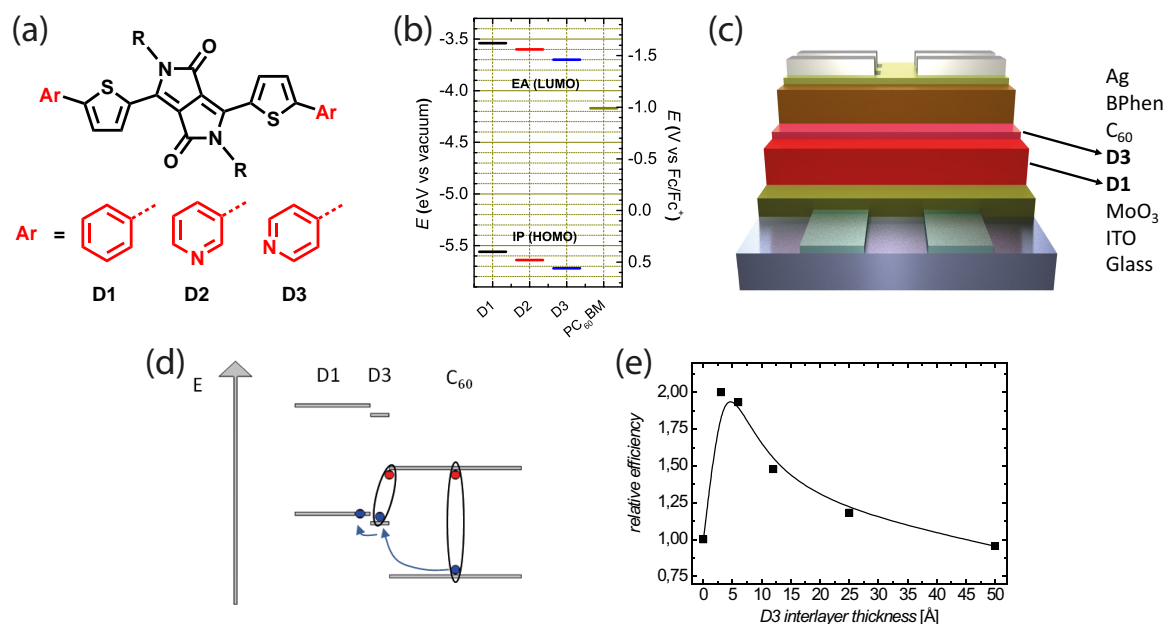 (a)
R
N
O
Ar
S
S
Ar
O
N
R
Ar =
N
N
D1 D2 D3
(b)
E (eV vs vacuum)
-3.5
-4.0
-4.5
-5.0
-5.5
EA (LUMO)
IP (HOMO)
D1
D2
D3
PC60BM
-1.5
-1.0
-0.5
0.0
0.5
E (V vs Fc/Fc+
(c)
Ag
BPhen
C60
D3
D1
MoO3
ITO
Glass
(d)
E
D1 D3 C60
(e)
relative efficiency
2,00
1,75
1,50
1,25
1,00
0,75
0 5 10 15 20 25 30 35 40 45 50
D3 interlayer thickness [Å]